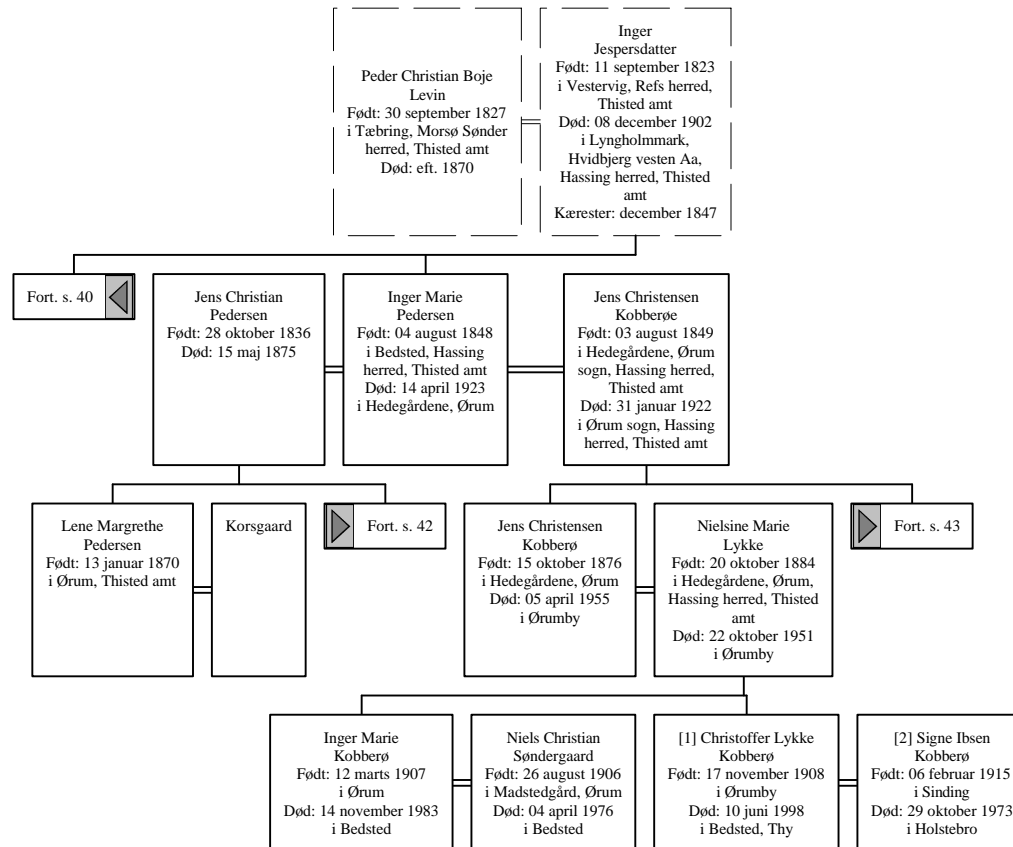 Peder Christian Boje
Levin
Født: 30 september 1827
i Tæbring, Morsø Sønder
herred, Thisted amt
Død: eft. 1870
Inger
Jespersdatter
Født: 11 september 1823
i Vestervig, Refs herred,
Thisted amt
Død: 08 december 1902
i Lyngholmmark,
Hvidbjerg vesten Aa,
Hassing herred, Thisted
amt
Kærester: december 1847
Fort. s. 40
Jens Christian
Pedersen
Født: 28 oktober 1836
Død: 15 maj 1875
Inger Marie
Pedersen
Født: 04 august 1848
i Bedsted, Hassing
herred, Thisted amt
Død: 14 april 1923
i Hedegårdene, Ørum
Jens Christensen
Kobberøe
Født: 03 august 1849
i Hedegårdene, Ørum
sogn, Hassing herred,
Thisted amt
Død: 31 januar 1922
i Ørum sogn, Hassing
herred, Thisted amt
Lene Margrethe
Pedersen
Født: 13 januar 1870
i Ørum, Thisted amt
Korsgaard
Fort. s. 42
Jens Christensen
Kobberø
Født: 15 oktober 1876
i Hedegårdene, Ørum
Død: 05 april 1955
i Ørumby
Nielsine Marie
Lykke
Født: 20 oktober 1884
i Hedegårdene, Ørum,
Hassing herred, Thisted
amt
Død: 22 oktober 1951
i Ørumby
Fort. s. 43
Inger Marie
Kobberø
Født: 12 marts 1907
i Ørum
Død: 14 november 1983
i Bedsted
Niels Christian
Søndergaard
Født: 26 august 1906
i Madstedgård, Ørum
Død: 04 april 1976
i Bedsted
[1] Christoffer Lykke
Kobberø
Født: 17 november 1908
i Ørumby
Død: 10 juni 1998
i Bedsted, Thy
[2] Signe Ibsen
Kobberø
Født: 06 februar 1915
i Sinding
Død: 29 oktober 1973
i Holstebro